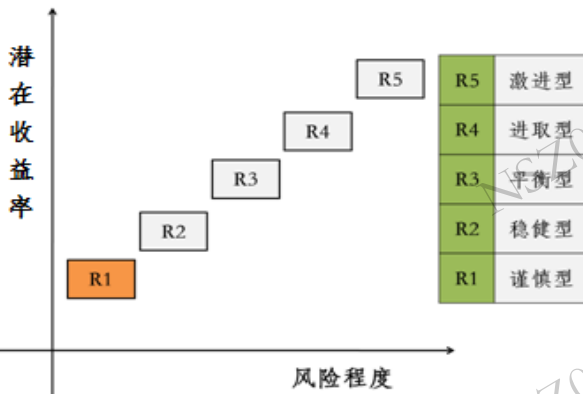 潜在收益率
R5
R4
R3
R2
R1
风险程度
R5 激进型
R4 进取型
R3 平衡型
R2 稳健型
R1 谨慎型